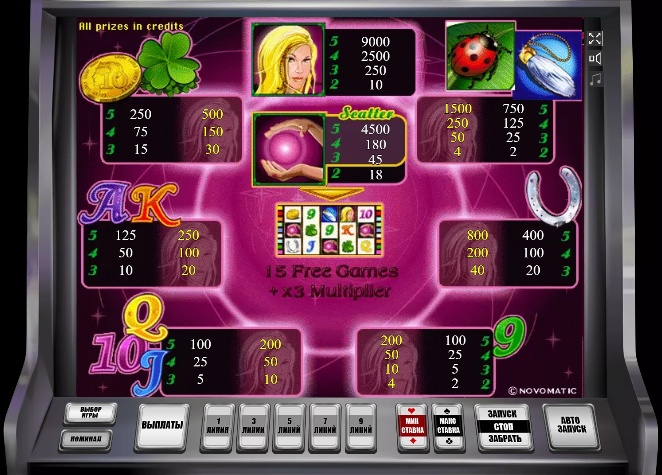 All prizes in credits
5 9000
4 2500
3 250
2 10
5 250 500
4 75 150
3 15 30
Scatter
5 4500
4 180
3 45
2 18
1500 750 5
250 125 4
50 25 3
4 2 2
A K
5 125 250
4 50 100
3 10 20
9 10
9 K
J
15 Free Games
+ x3 Multiplier
800 400 5
200 100 4
40 20 3
Q
10 J
5 100 200
4 25 50
3 5 10
200 100 5
50 25 4
10 5 3
4 2 2
9
© NOVOMATIC
ВЫБОР
ИГРЫ
НОМИНАЛ
ВЫПЛАТЫ
1
ЛИНИЯ
3
ЛИНИИ
5
ЛИНИЙ
7
ЛИНИЙ
9
ЛИНИЙ
МИН
СТАВКА
МАКС
СТАВКА
ЗАПУСК
СТОП
ЗАБРАТЬ
АВТО
ЗАПУСК